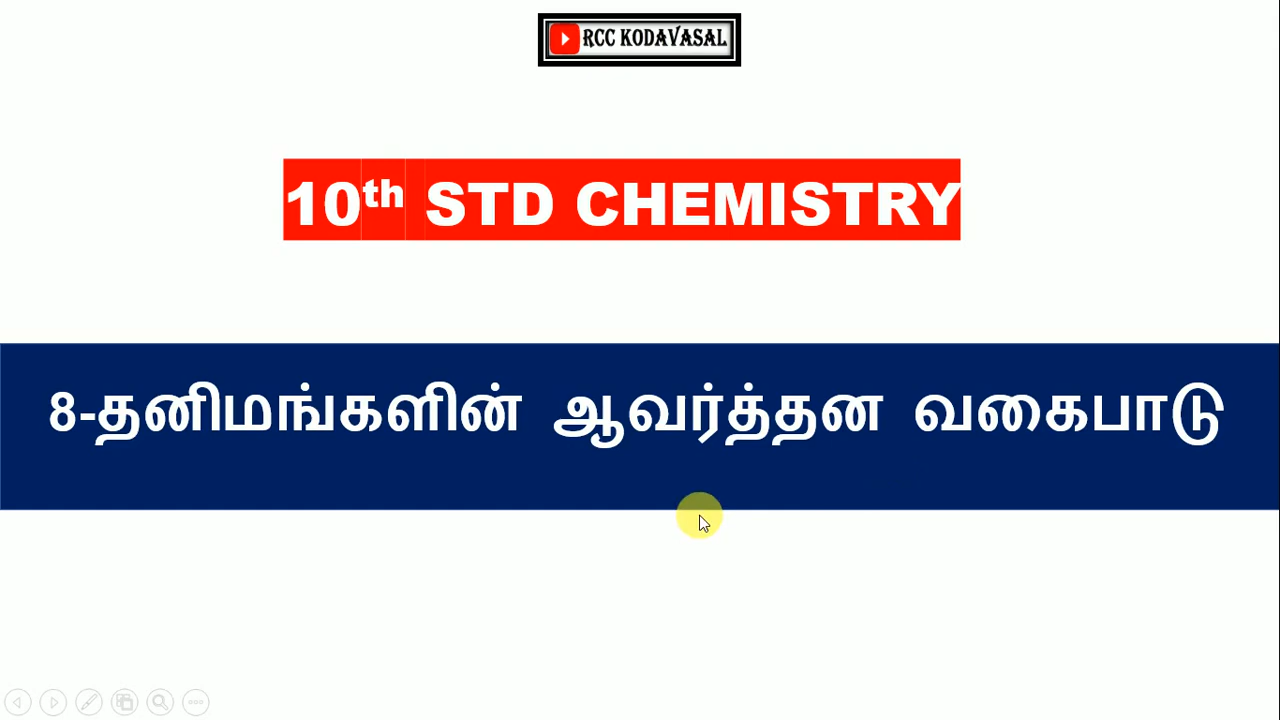 RCC KODAVASAL
10th STD CHEMISTRY
8-தனிமங்களின் ஆவர்த்தன வகைபாடு